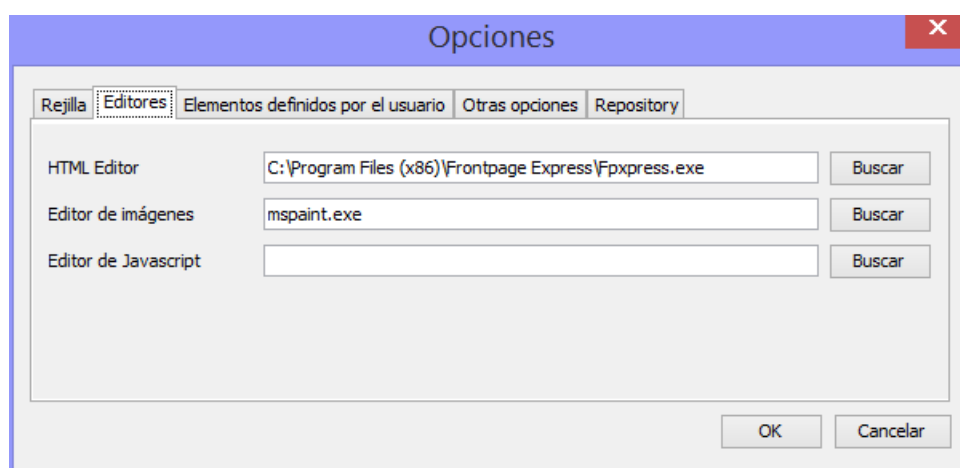 Opciones
Rejilla Editores Elementos definidos por el usuario Otras opciones Repository
HTML Editor C:\Program Files (x86)\Frontpage Express\Fpxpress.exe Buscar
Editor de imágenes mspaint.exe Buscar
Editor de Javascript Buscar
OK Cancelar